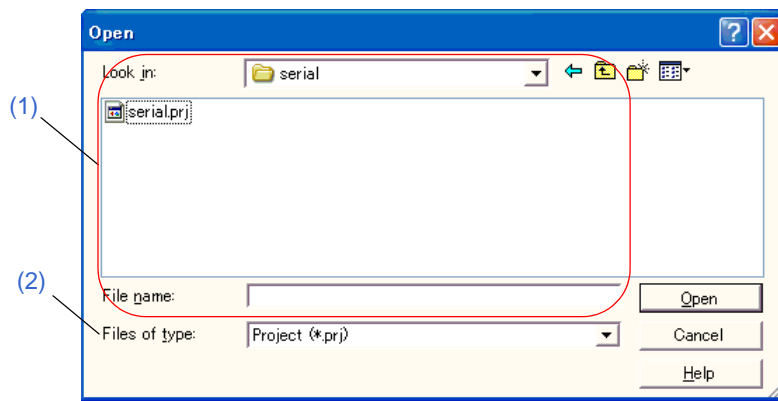 Open
Look in: serial
(1)
serial.prj
(2)
File name: Open
Files of type: Project (*.prj) Cancel
Help